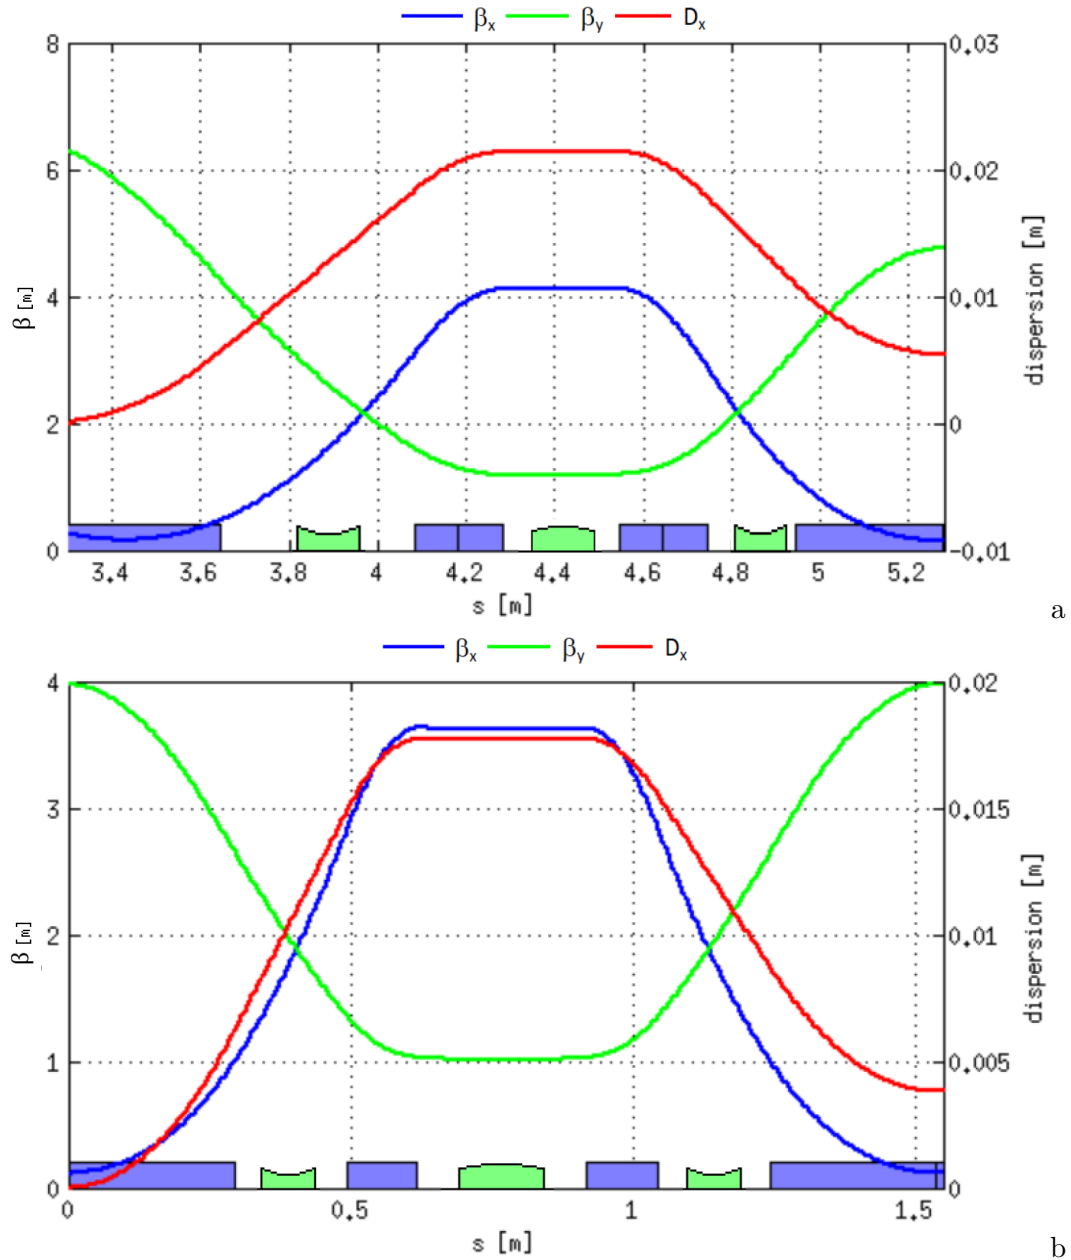 βx βy Dx
8 0.03
6 0.02
4 0.01
2 0
0 -0.01
β [m]
dispersion [m]
3.4 3.6 3.8 4 4.2 4.4 4.6 4.8 5 5.2
s [m]
a
βx βy Dx
4 0.02
3 0.015
2 0.01
1 0.005
0 0
β [m]
dispersion [m]
0 0.5 1 1.5
s [m]
b